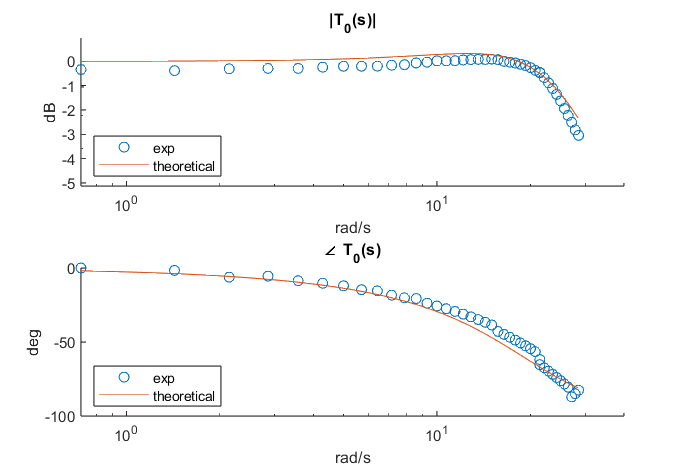 |T0(s)|
0
-1
-2
-3
-4
-5
dB
exp
theoretical
10^0
10^1
rad/s
∠ T0(s)
0
-50
-100
deg
exp
theoretical
10^0
10^1
rad/s